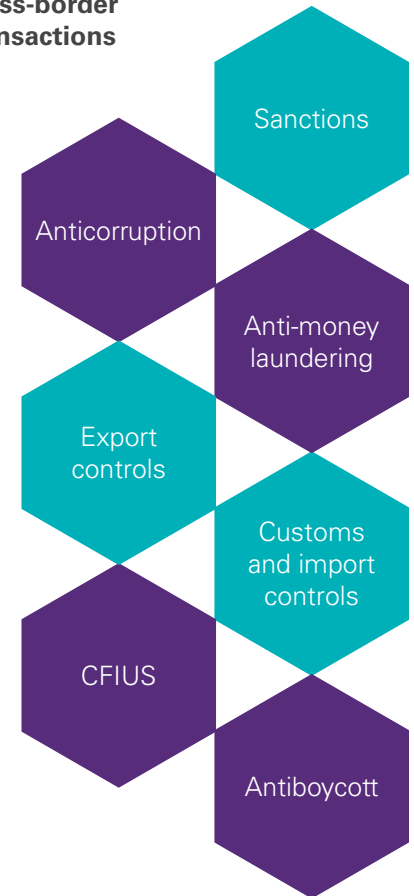 ss-border
nsactions
Sanctions
Anticorruption
Anti-money
laundering
Export
controls
Customs
and import
controls
CFIUS
Antiboycott